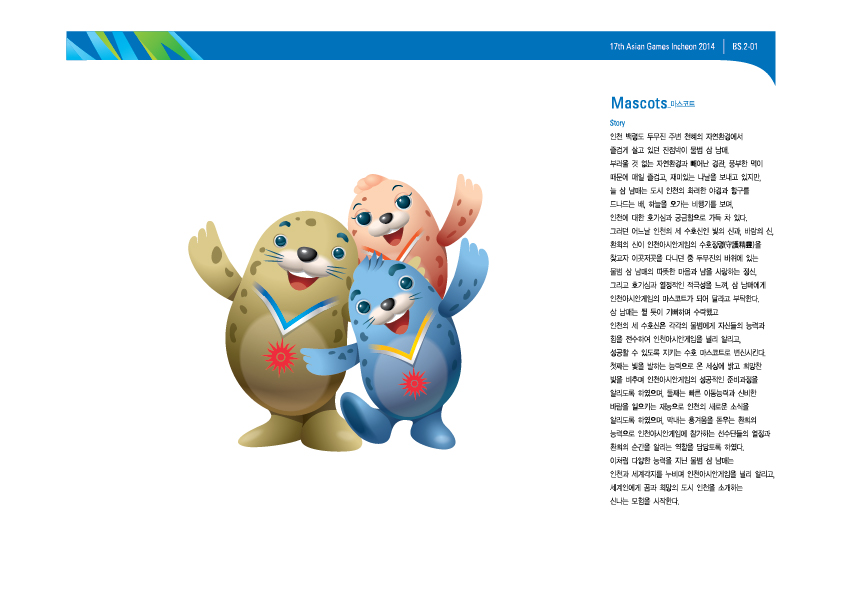 17th Asian Games Incheon 2014 BS.2-01
Mascots_마스코트
Story
인천 백령도 두무진 주변 천혜의 자연환경에서
즐겁게 살고 있던 잔점박이 물범 삼 남매.
부러울 것 없는 자연환경과 빼어난 경관, 풍부한 먹이
때문에 매일 즐겁고, 재미있는 나날을 보내고 있지만,
늘 삼 남매는 도시 인천의 화려한 야경과 항구를
드나드는 배, 하늘을 오가는 비행기를 보며,
인천에 대한 호기심과 궁금함으로 가득 차 있다.
그러던 어느날 인천의 세 수호신인 빛의 신과, 바람의 신,
환희의 신이 인천아시안게임의 수호정령(守護精靈)을
찾고자 이곳저곳을 다니던 중 두무진의 바위에 있는
물범 삼 남매의 따뜻한 마음과 남을 사랑하는 정신,
그리고 호기심과 열정적인 적극성을 느껴, 삼 남매에게
인천아시안게임의 마스코트가 되어 달라고 부탁한다.
삼 남매는 뛸 듯이 기뻐하며 수락했고
인천의 세 수호신은 각각의 물범에게 자신들의 능력과
힘을 전수하여 인천아시안게임을 널리 알리고,
성공할 수 있도록 지키는 수호 마스코트로 변신시킨다.
첫째는 빛을 발하는 능력으로 온 세상에 밝고 희망찬
빛을 비추며 인천아시안게임의 성공적인 준비과정을
알리도록 하였으며, 둘째는 빠른 이동능력과 신비한
바람을 일으키는 재능으로 인천의 새로운 소식을
알리도록 하였으며, 막내는 흥겨움을 돋우는 환희의
능력으로 인천아시안게임에 참가하는 선수단들의 열정과
환희의 순간을 알리는 역할을 담당토록 하였다.
이처럼 다양한 능력을 지닌 물범 삼 남매는
인천과 세계각지를 누비며 인천아시안게임을 널리 알리고,
세계인에게 꿈과 희망의 도시 인천을 소개하는
신나는 모험을 시작한다.